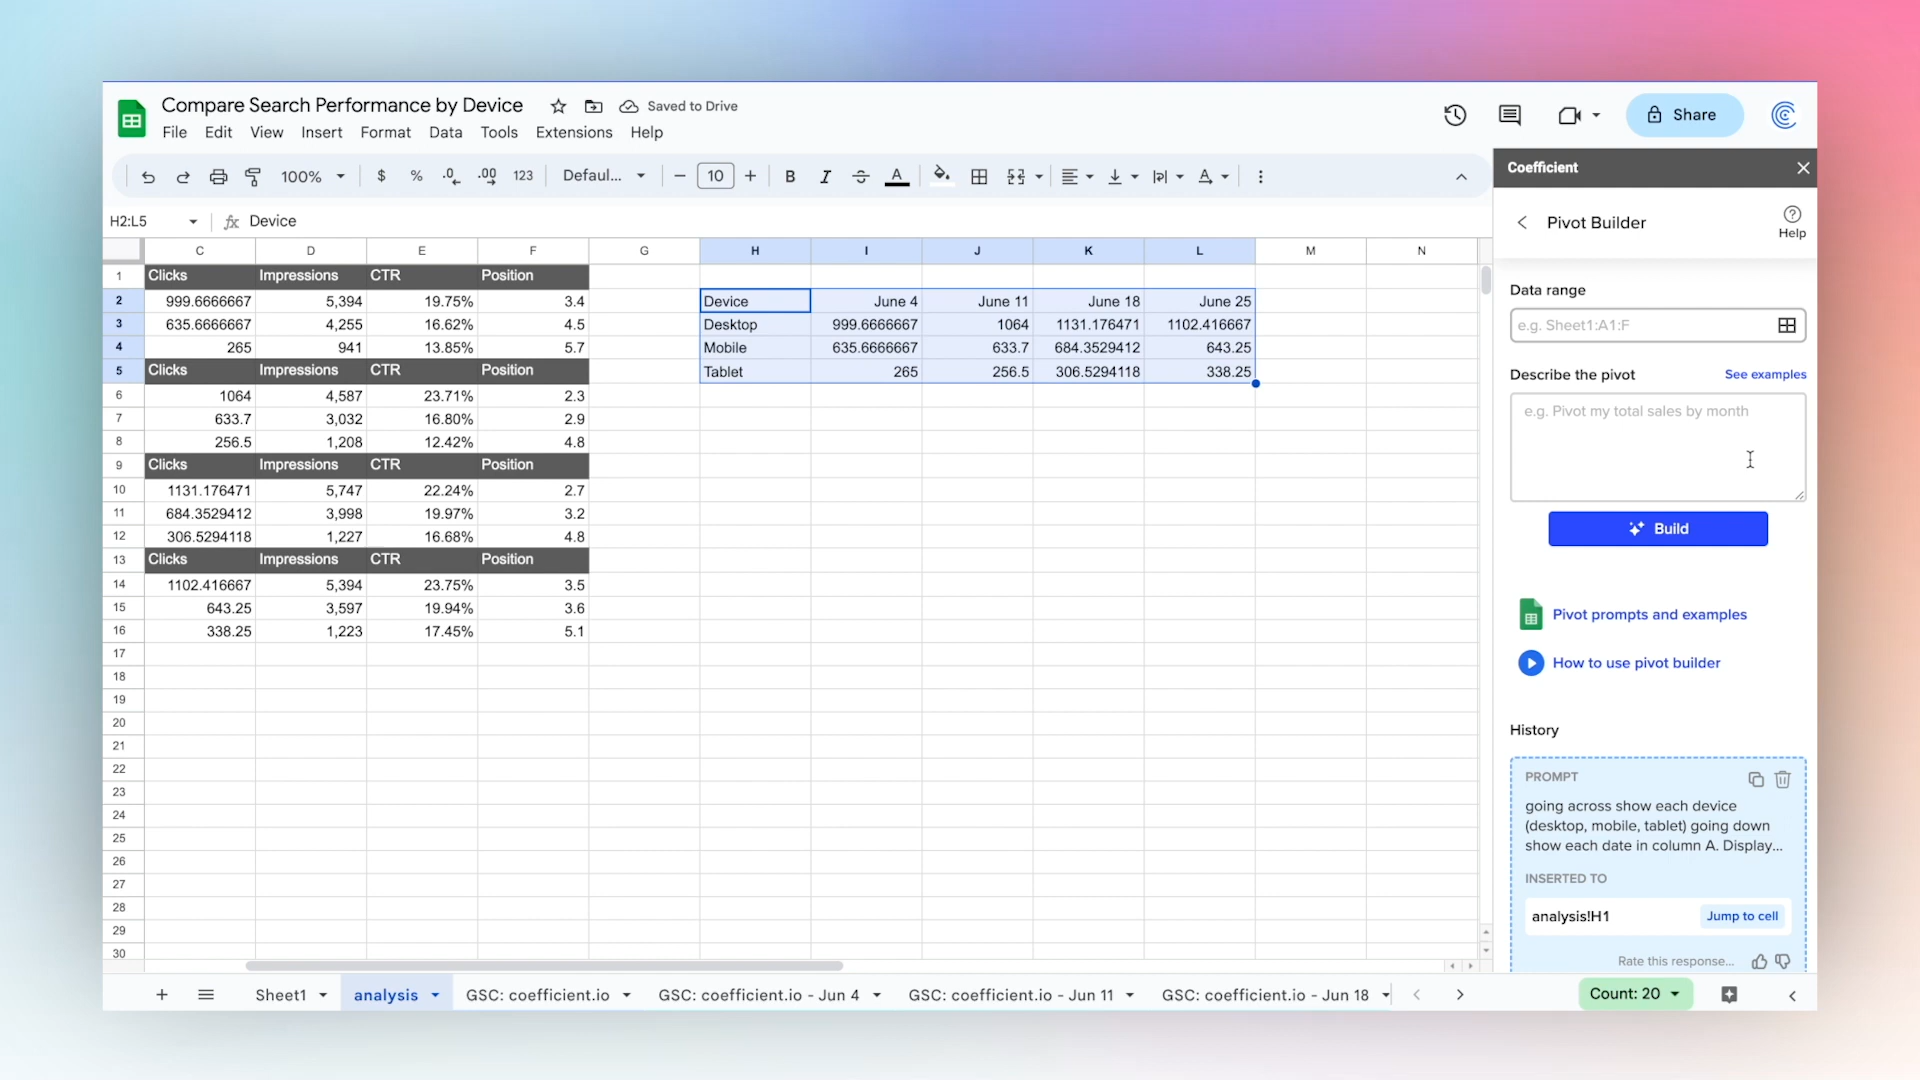 Compare Search Performance by Device
Saved to Drive
File Edit View Insert Format Data Tools Extensions Help
Share
100% $ % .0 .00 123 Defaul... − 10 + B I S A
H2:L5 fx Device
C D E F G H I J K L M N
1 Clicks Impressions CTR Position
2 999.6666667 5,394 19.75% 3.4 Device June 4 June 11 June 18 June 25
3 635.6666667 4,255 16.62% 4.5 Desktop 999.6666667 1064 1131.176471 1102.416667
4 265 941 13.85% 5.7 Mobile 635.6666667 633.7 684.3529412 643.25
5 Clicks Impressions CTR Position Tablet 265 256.5 306.5294118 338.25
6 1064 4,587 23.71% 2.3
7 633.7 3,032 16.80% 2.9
8 256.5 1,208 12.42% 4.8
9 Clicks Impressions CTR Position
10 1131.176471 5,747 22.24% 2.7
11 684.3529412 3,998 19.97% 3.2
12 306.5294118 1,227 16.68% 4.8
13 Clicks Impressions CTR Position
14 1102.416667 5,394 23.75% 3.5
15 643.25 3,597 19.94% 3.6
16 338.25 1,223 17.45% 5.1
17
18
19
20
21
22
23
24
25
26
27
28
29
30
+ Sheet1 analysis GSC: coefficient.io GSC: coefficient.io - Jun 4 GSC: coefficient.io - Jun 11 GSC: coefficient.io - Jun 18 Count: 20
Coefficient
Pivot Builder
Help
Data range
e.g. Sheet1:A1:F
Describe the pivot See examples
e.g. Pivot my total sales by month
Build
Pivot prompts and examples
How to use pivot builder
History
PROMPT
going across show each device
(desktop, mobile, tablet) going down
show each date in column A. Display...
INSERTED TO
analysis!H1 Jump to cell
Rate this response...